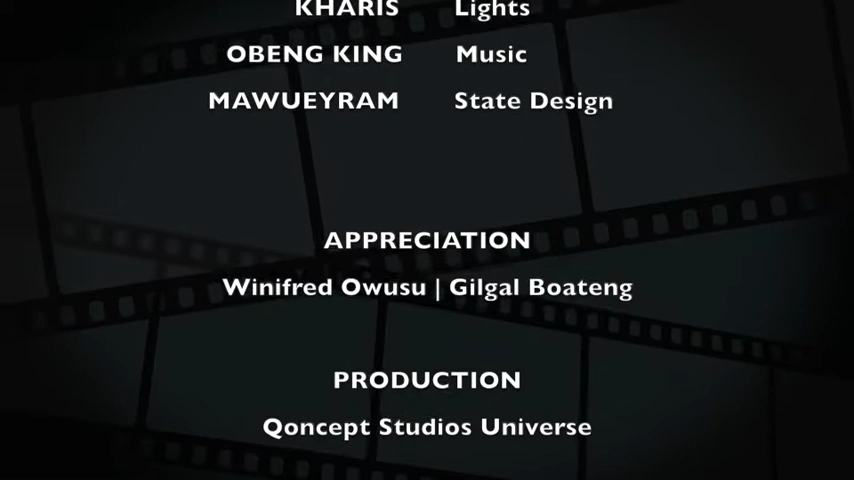 KHARIS Lights
OBENG KING Music
MAWUEYRAM State Design
APPRECIATION
Winifred Owusu | Gilgal Boateng
PRODUCTION
Qoncept Studios Universe